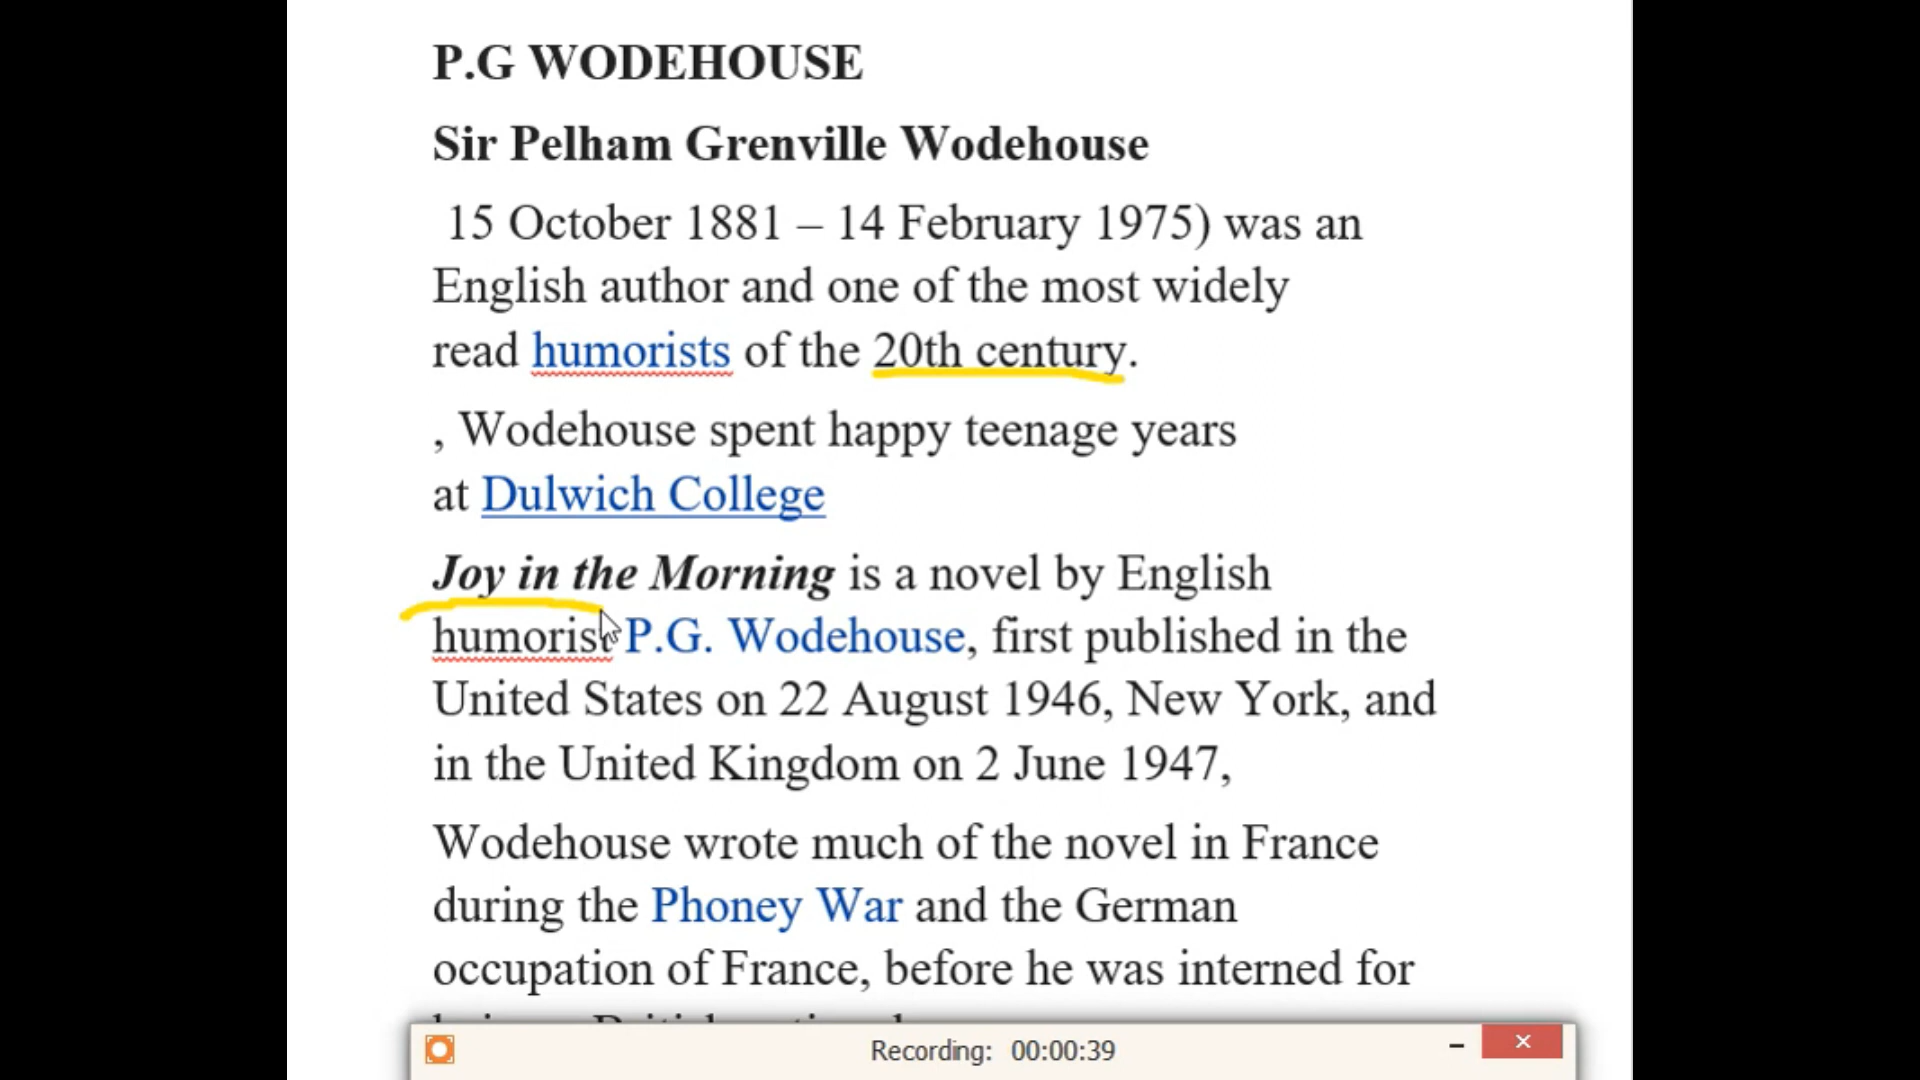 P.G WODEHOUSE
Sir Pelham Grenville Wodehouse
15 October 1881 – 14 February 1975) was an
English author and one of the most widely
read humorists of the 20th century.
, Wodehouse spent happy teenage years
at Dulwich College
Joy in the Morning is a novel by English
humorist P.G. Wodehouse, first published in the
United States on 22 August 1946, New York, and
in the United Kingdom on 2 June 1947,
Wodehouse wrote much of the novel in France
during the Phoney War and the German
occupation of France, before he was interned for
Recording: 00:00:39